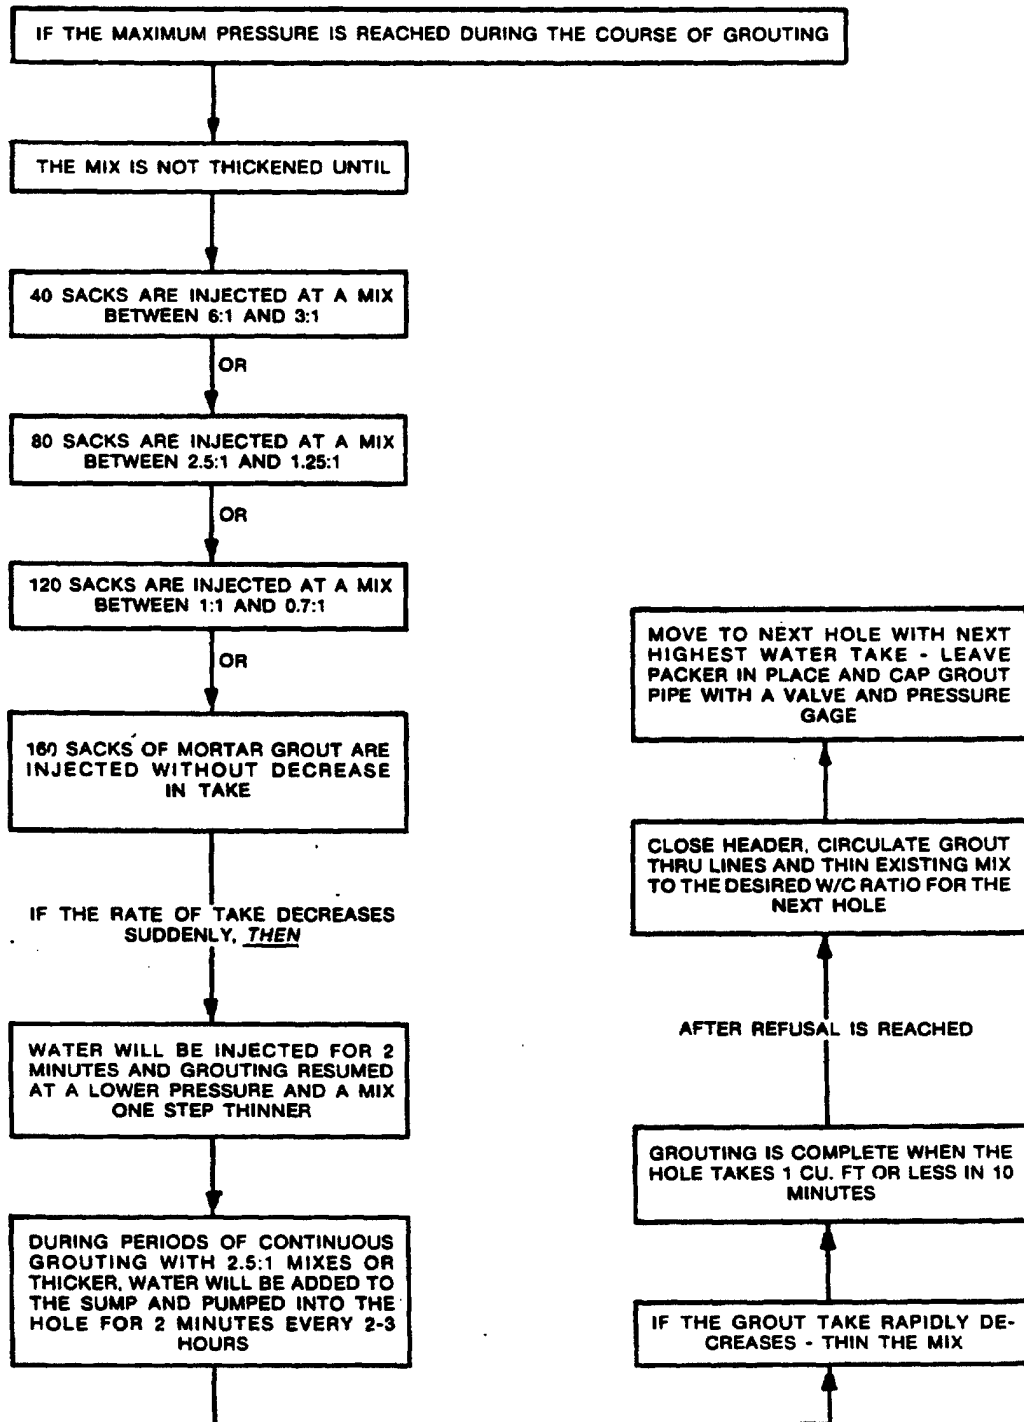 IF THE MAXIMUM PRESSURE IS REACHED DURING THE COURSE OF GROUTING
THE MIX IS NOT THICKENED UNTIL
40 SACKS ARE INJECTED AT A MIX
BETWEEN 6:1 AND 3:1
OR
80 SACKS ARE INJECTED AT A MIX
BETWEEN 2.5:1 AND 1.25:1
OR
120 SACKS ARE INJECTED AT A MIX
BETWEEN 1:1 AND 0.7:1
OR
160 SACKS OF MORTAR GROUT ARE
INJECTED WITHOUT DECREASE
IN TAKE
IF THE RATE OF TAKE DECREASES
SUDDENLY, THEN
WATER WILL BE INJECTED FOR 2
MINUTES AND GROUTING RESUMED
AT A LOWER PRESSURE AND A MIX
ONE STEP THINNER
DURING PERIODS OF CONTINUOUS
GROUTING WITH 2.5:1 MIXES OR
THICKER, WATER WILL BE ADDED TO
THE SUMP AND PUMPED INTO THE
HOLE FOR 2 MINUTES EVERY 2-3
HOURS
MOVE TO NEXT HOLE WITH NEXT
HIGHEST WATER TAKE - LEAVE
PACKER IN PLACE AND CAP GROUT
PIPE WITH A VALVE AND PRESSURE
GAGE
CLOSE HEADER, CIRCULATE GROUT
THRU LINES AND THIN EXISTING MIX
TO THE DESIRED W/C RATIO FOR THE
NEXT HOLE
AFTER REFUSAL IS REACHED
GROUTING IS COMPLETE WHEN THE
HOLE TAKES 1 CU. FT OR LESS IN 10
MINUTES
IF THE GROUT TAKE RAPIDLY DE-
CREASES - THIN THE MIX